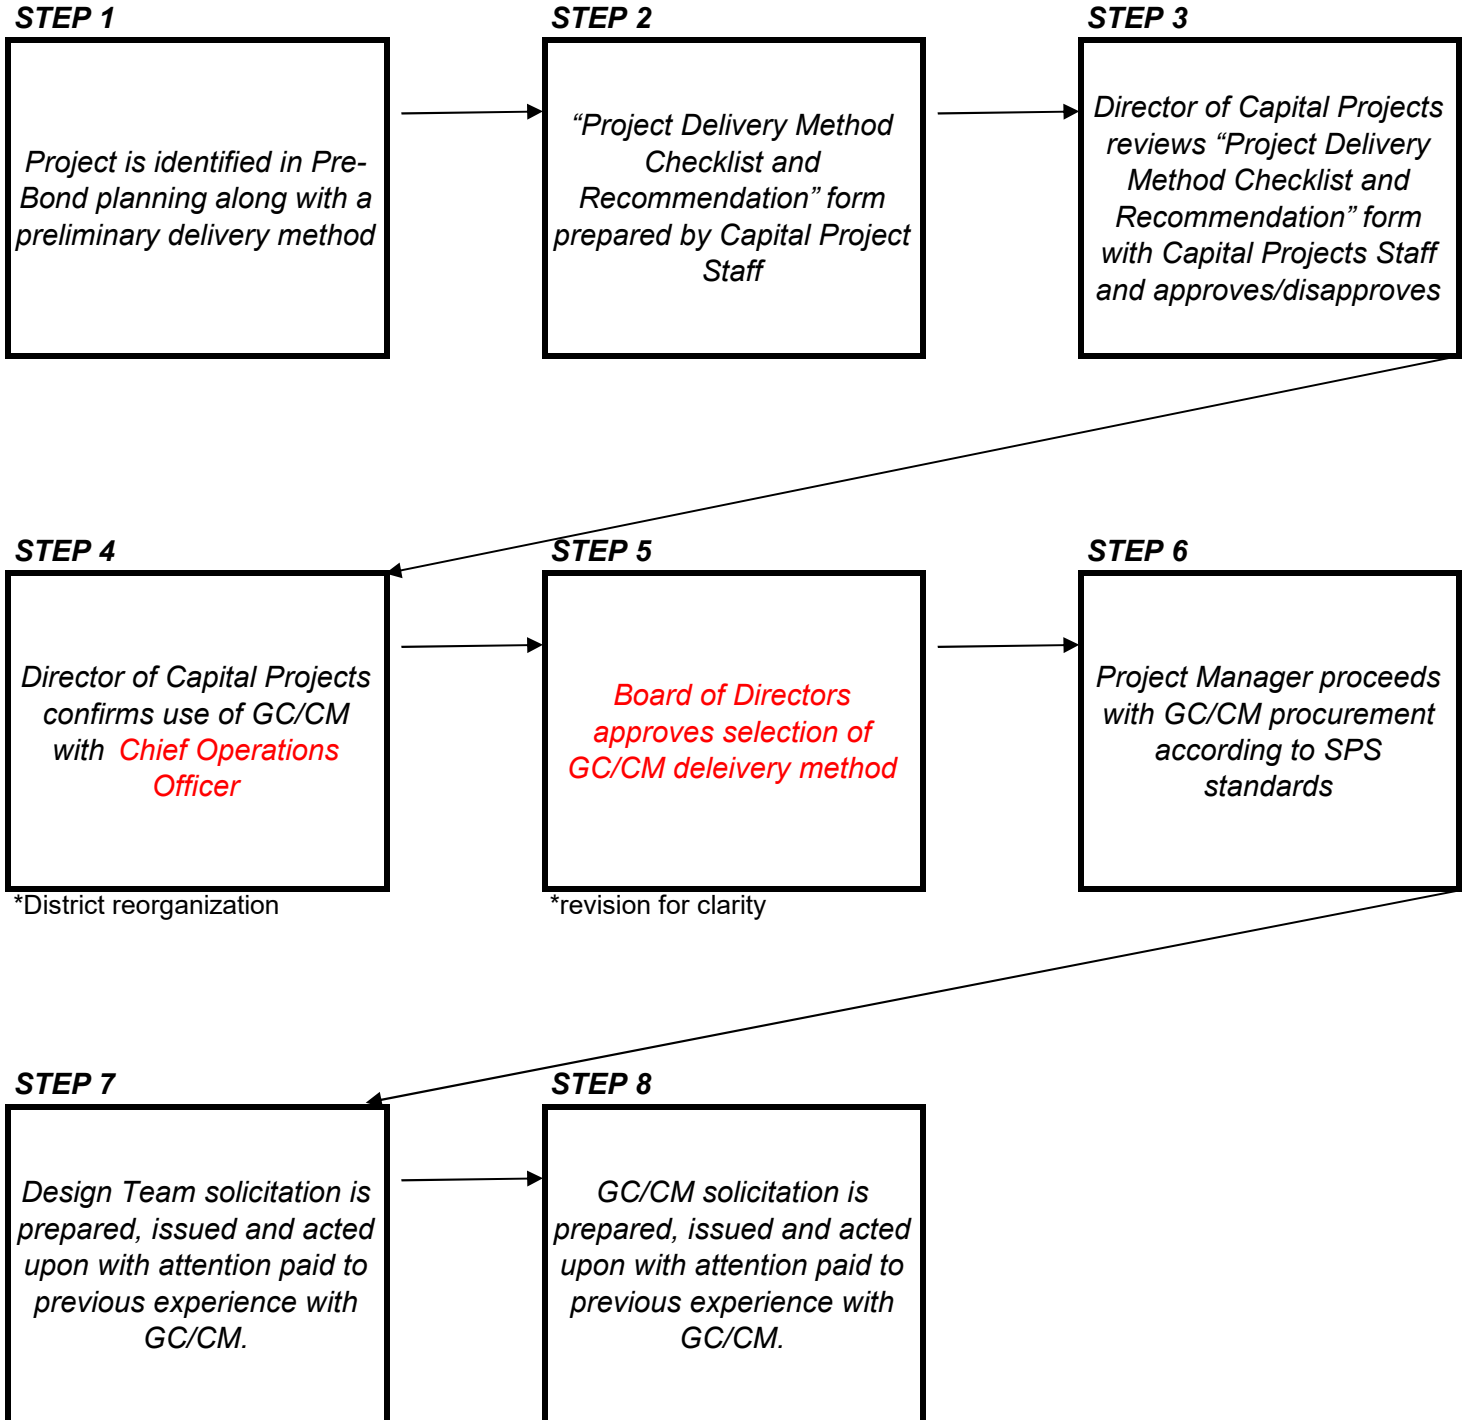 STEP 1
Project is identified in Pre-
Bond planning along with a
preliminary delivery method
STEP 2
“Project Delivery Method
Checklist and
Recommendation” form
prepared by Capital Project
Staff
STEP 3
Director of Capital Projects
reviews “Project Delivery
Method Checklist and
Recommendation” form
with Capital Projects Staff
and approves/disapproves
STEP 4
Director of Capital Projects
confirms use of GC/CM
with Chief Operations
Officer
*District reorganization
STEP 5
Board of Directors
approves selection of
GC/CM deleivery method
*revision for clarity
STEP 6
Project Manager proceeds
with GC/CM procurement
according to SPS
standards
STEP 7
Design Team solicitation is
prepared, issued and acted
upon with attention paid to
previous experience with
GC/CM.
STEP 8
GC/CM solicitation is
prepared, issued and acted
upon with attention paid to
previous experience with
GC/CM.